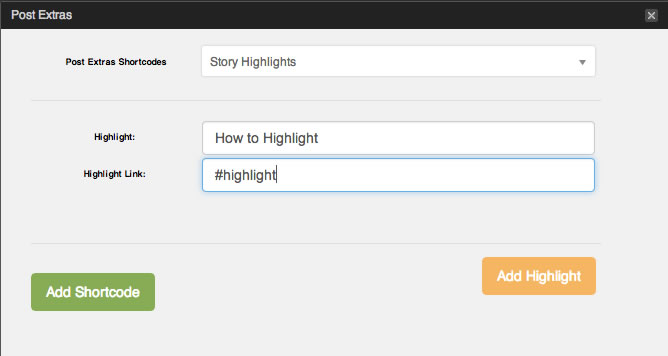 Post Extras
Post Extras Shortcodes Story Highlights
Highlight: How to Highlight
Highlight Link: #highlight
Add Shortcode Add Highlight